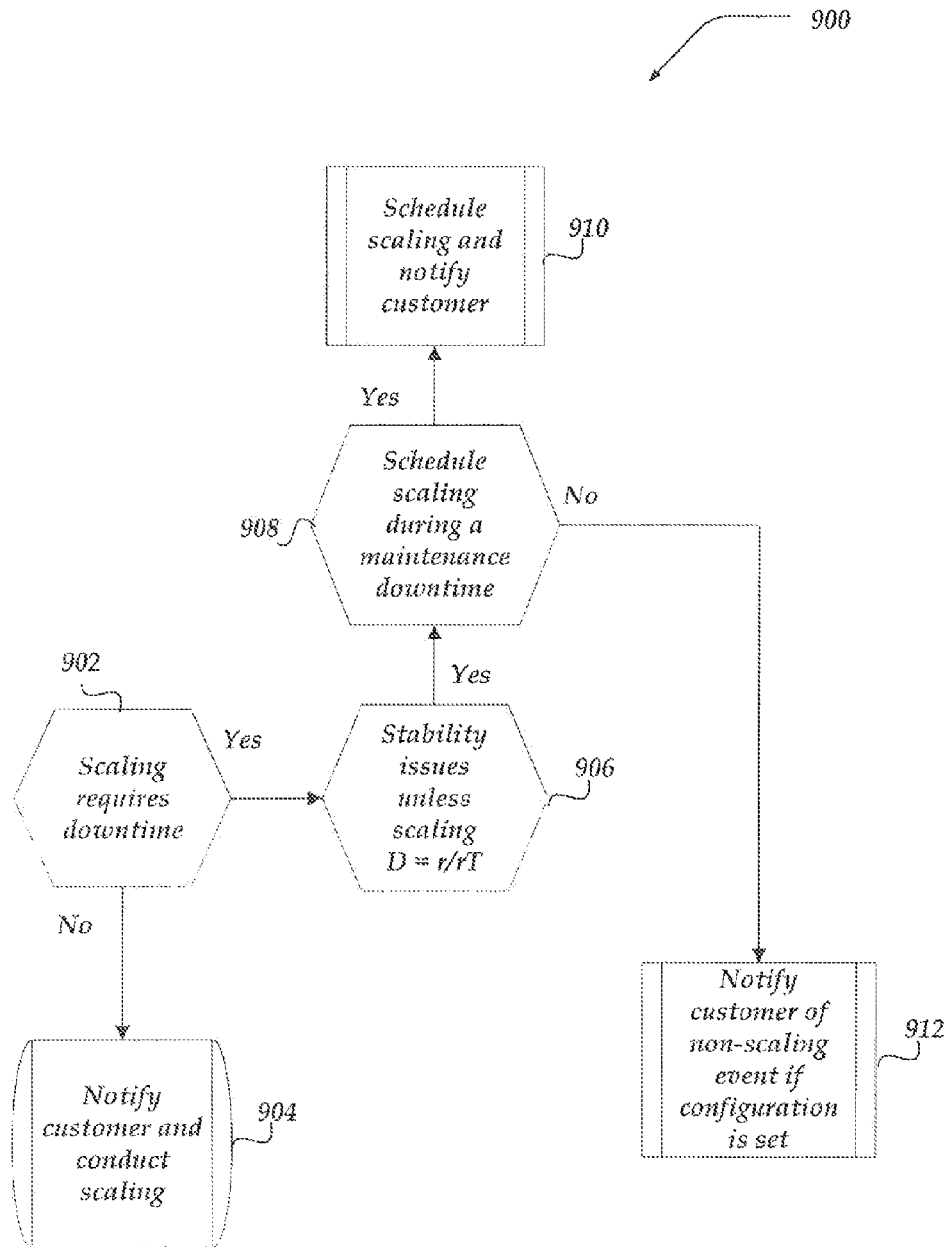 900
Schedule
scaling and
notify
customer
910
Yes
Schedule
scaling
during a
maintenance
downtime
No
908
Yes
902
Scaling
requires
downtime
Yes
Stability
issues
unless
scaling
D = r/rT
906
No
Notify
customer and
conduct
scaling
904
Notify
customer of
non-scaling
event if
configuration
is set
912